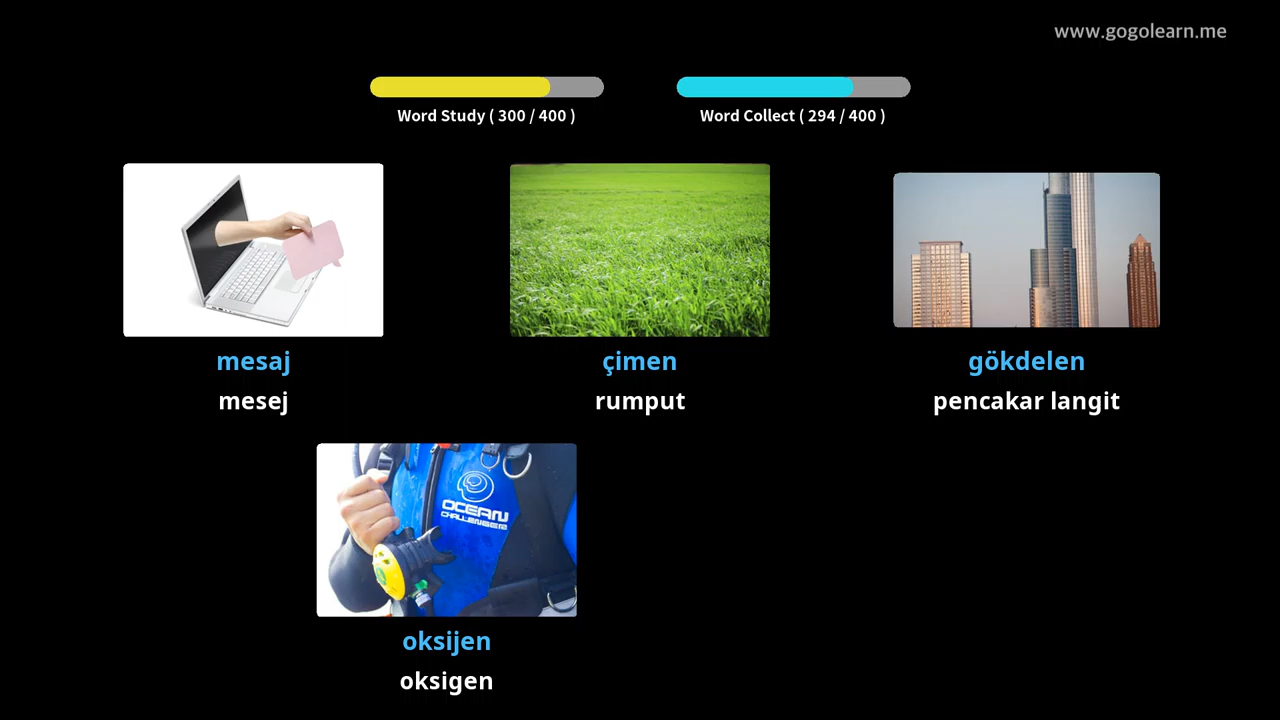 www.gogolearn.me
Word Study ( 300 / 400 )
Word Collect ( 294 / 400 )
mesaj
mesej
çimen
rumput
gökdelen
pencakar langit
OCEAN
CHALLENGER
oksijen
oksigen